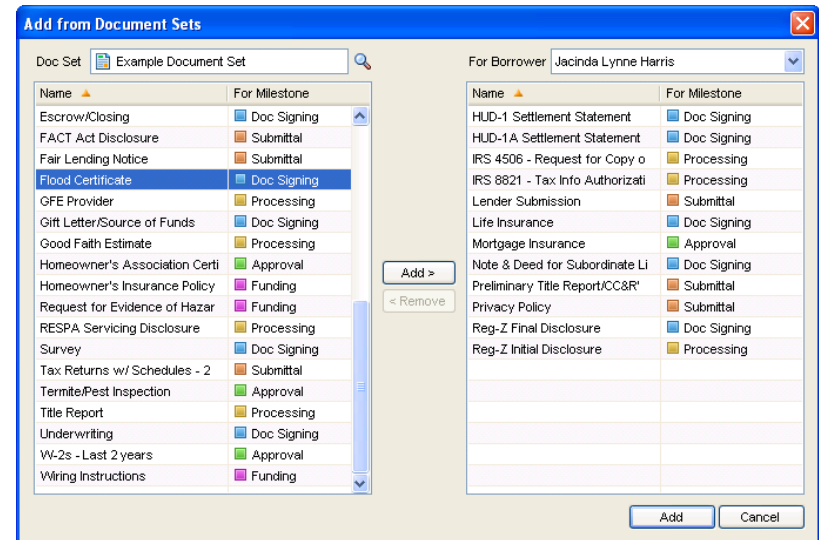 Add from Document Sets
Doc Set Example Document Set
For Borrower Jacinda Lynne Harris
Name For Milestone
Escrow/Closing Doc Signing
FACT Act Disclosure Submittal
Fair Lending Notice Submittal
Flood Certificate Doc Signing
GFE Provider Processing
Gift Letter/Source of Funds Doc Signing
Good Faith Estimate Processing
Homeowner's Association Certi Approval
Homeowner's Insurance Policy Funding
Request for Evidence of Hazar Funding
RESPA Servicing Disclosure Processing
Survey Doc Signing
Tax Returns w/ Schedules - 2 Submittal
Termite/Pest Inspection Approval
Title Report Processing
Underwriting Doc Signing
W-2s - Last 2 years Approval
Wiring Instructions Funding
Add >
< Remove
Name For Milestone
HUD-1 Settlement Statement Doc Signing
HUD-1A Settlement Statement Doc Signing
IRS 4506 - Request for Copy o Processing
IRS 8821 - Tax Info Authorizati Processing
Lender Submission Submittal
Life Insurance Doc Signing
Mortgage Insurance Approval
Note & Deed for Subordinate Li Doc Signing
Preliminary Title Report/CC&R' Submittal
Privacy Policy Submittal
Reg-Z Final Disclosure Doc Signing
Reg-Z Initial Disclosure Processing
Add Cancel